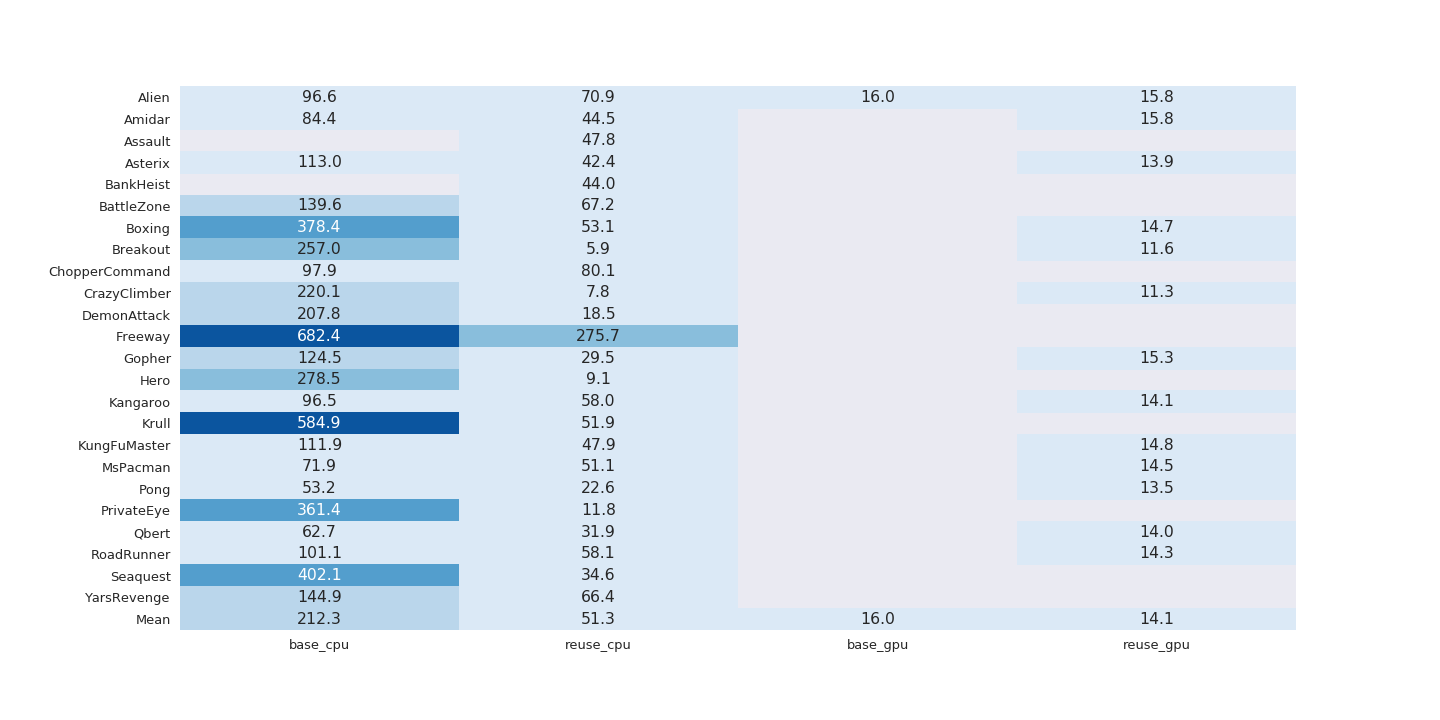 Alien 96.6 70.9 16.0 15.8
Amidar 84.4 44.5 15.8
Assault 47.8
Asterix 113.0 42.4 13.9
BankHeist 44.0
BattleZone 139.6 67.2
Boxing 378.4 53.1 14.7
Breakout 257.0 5.9 11.6
ChopperCommand 97.9 80.1
CrazyClimber 220.1 7.8 11.3
DemonAttack 207.8 18.5
Freeway 682.4 275.7
Gopher 124.5 29.5 15.3
Hero 278.5 9.1
Kangaroo 96.5 58.0 14.1
Krull 584.9 51.9
KungFuMaster 111.9 47.9 14.8
MsPacman 71.9 51.1 14.5
Pong 53.2 22.6 13.5
PrivateEye 361.4 11.8
Qbert 62.7 31.9 14.0
RoadRunner 101.1 58.1 14.3
Seaquest 402.1 34.6
YarsRevenge 144.9 66.4
Mean 212.3 51.3 16.0 14.1
base_cpu reuse_cpu base_gpu reuse_gpu